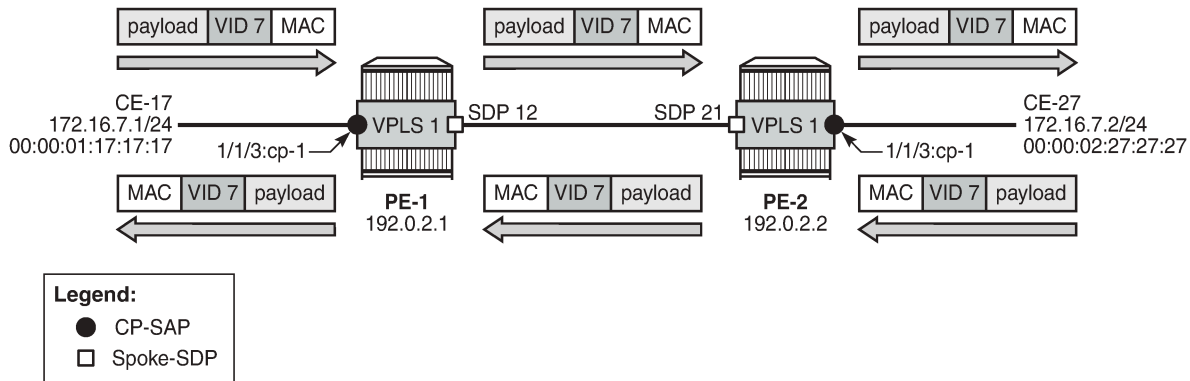 payload VID 7 MAC
payload VID 7 MAC
payload VID 7 MAC
CE-17
172.16.7.1/24
00:00:01:17:17:17
1/1/3:cp-1
VPLS 1
SDP 12
SDP 21
VPLS 1
CE-27
172.16.7.2/24
00:00:02:27:27:27
1/1/3:cp-1
MAC VID 7 payload
PE-1
192.0.2.1
MAC VID 7 payload
PE-2
192.0.2.2
MAC VID 7 payload
Legend:
CP-SAP
Spoke-SDP